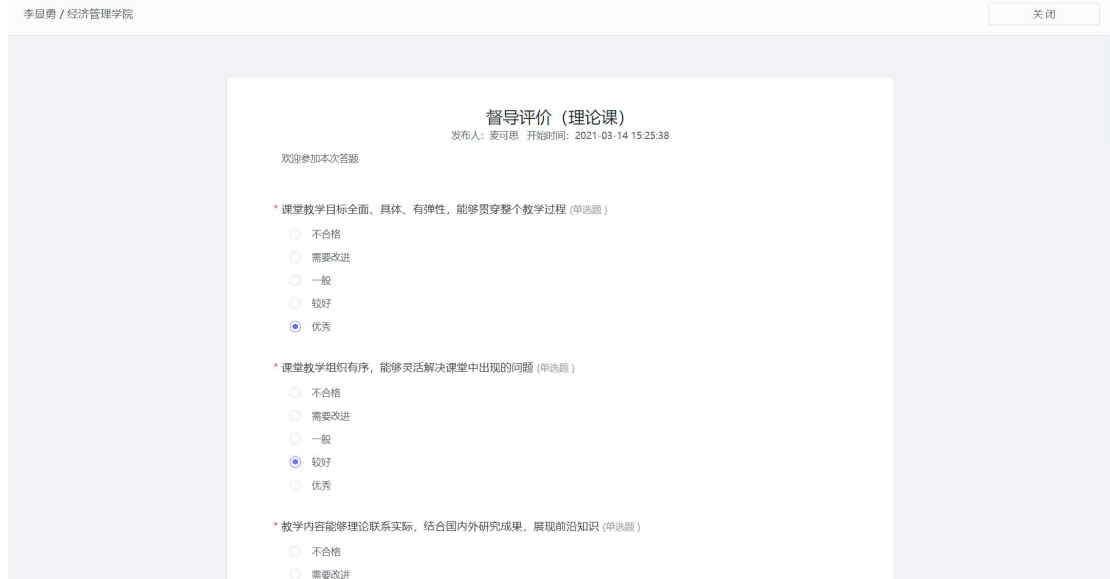 李显勇 / 经济管理学院
关 闭
督导评价（理论课）
发布人：麦可思 开始时间：2021-03-14 15:25:38
欢迎参加本次答题
* 课堂教学目标全面、具体、有弹性，能够贯穿整个教学过程 (单选题 )
不合格
需要改进
一般
较好
优秀
* 课堂教学组织有序，能够灵活解决课堂中出现的问题 (单选题 )
不合格
需要改进
一般
较好
优秀
* 教学内容能够理论联系实际，结合国内外研究成果，展现前沿知识 (单选题 )
不合格
需要改进